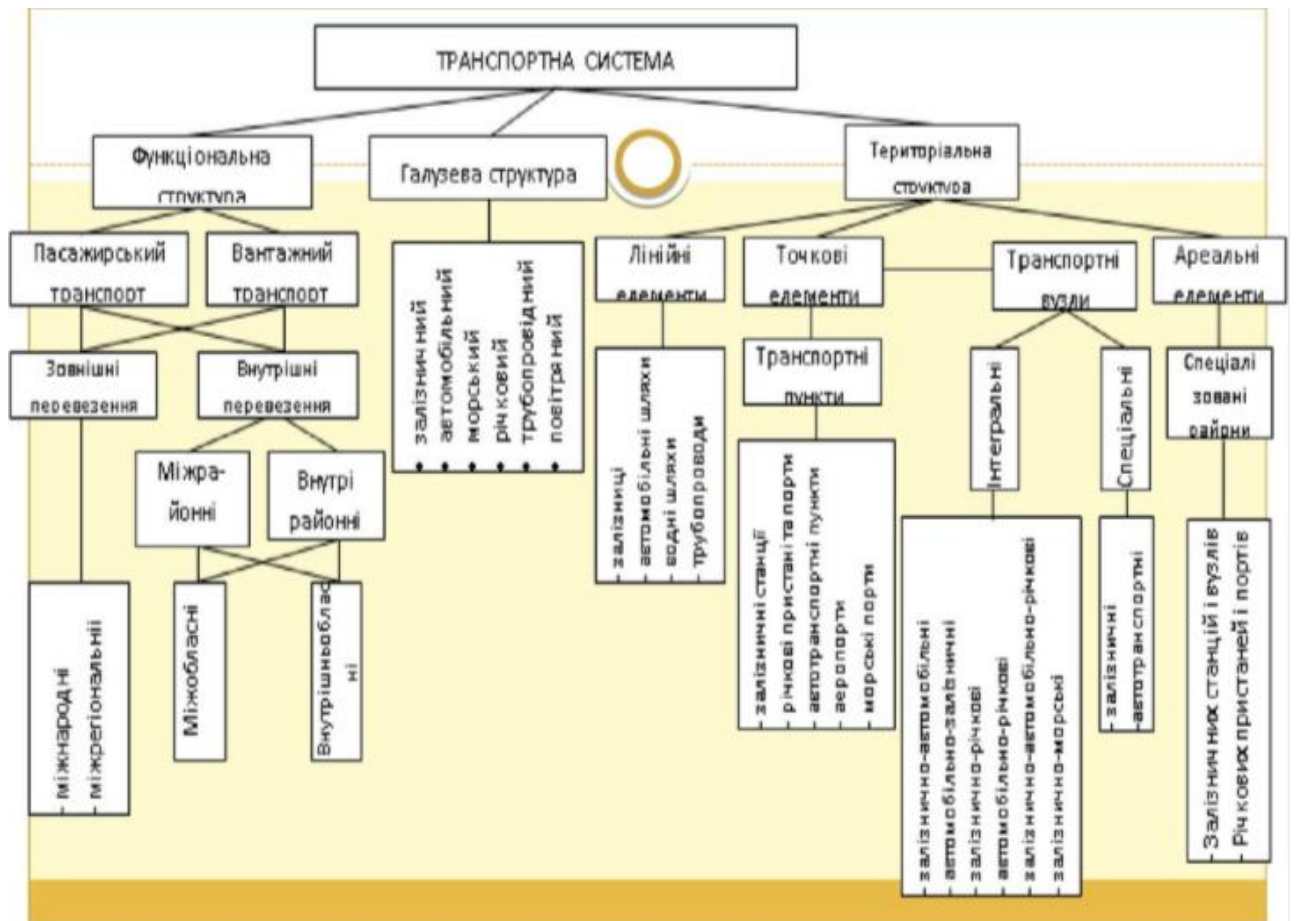 ТРАНСПОРТНА СИСТЕМА
Функціональна
структура
Галузева структура
Територіальна
структура
Пасажирський
транспорт
Вантажний
транспорт
Зовнішні
перевезення
Внутрішні
перевезення
Міжра-
йонні
Внутрі
районні
– міжнародні
– міжрегіональнії
Міжобласні
Внутрішньоблас
ні
• залізничний
• автомобільний
• морський
• річковий
• трубопровідний
• повітряний
Лінійні
елементи
– залізниці
– автомобільні шляхи
– водні шляхи
– трубопроводи
Точкові
елементи
Транспортні
пункти
– залізничні станції
– річкові пристані та порти
– автотранспортні пункти
– аеропорти
– морські порти
Транспортні
вузли
Інтегральні
– залізнично-автомобільні
– автомобільно-залізничні
– залізнично-річкові
– автомобільно-річкові
– залізнично-автомобільно-річкові
– залізнично-морські
Спеціальні
– залізничні
– автотранспортні
Ареальні
елементи
Спеціалі
зовані
райони
– Залізничних станцій і вузлів
– Річкових пристаней і портів